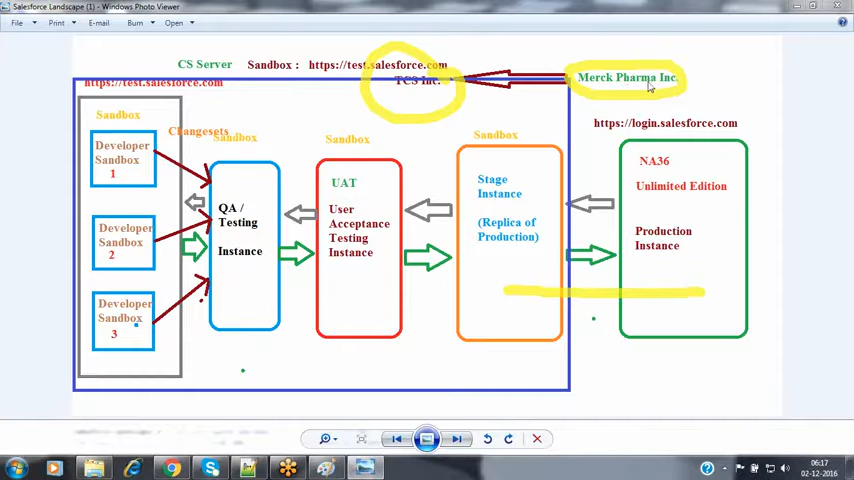 Salesforce Landscape (1) - Windows Photo Viewer
File Print E-mail Burn Open
CS Server Sandbox : https://test.salesforce.com
TCS Inc.
Merck Pharma Inc.
https://test.salesforce.com
https://login.salesforce.com
Sandbox
Changesets
Sandbox
Sandbox
Sandbox
Developer
Sandbox
1
Developer
Sandbox
2
Developer
Sandbox
3
QA /
Testing
Instance
UAT
User
Acceptance
Testing
Instance
Stage
Instance
(Replica of
Production)
NA36
Unlimited Edition
Production
Instance
06:17
02-12-2016